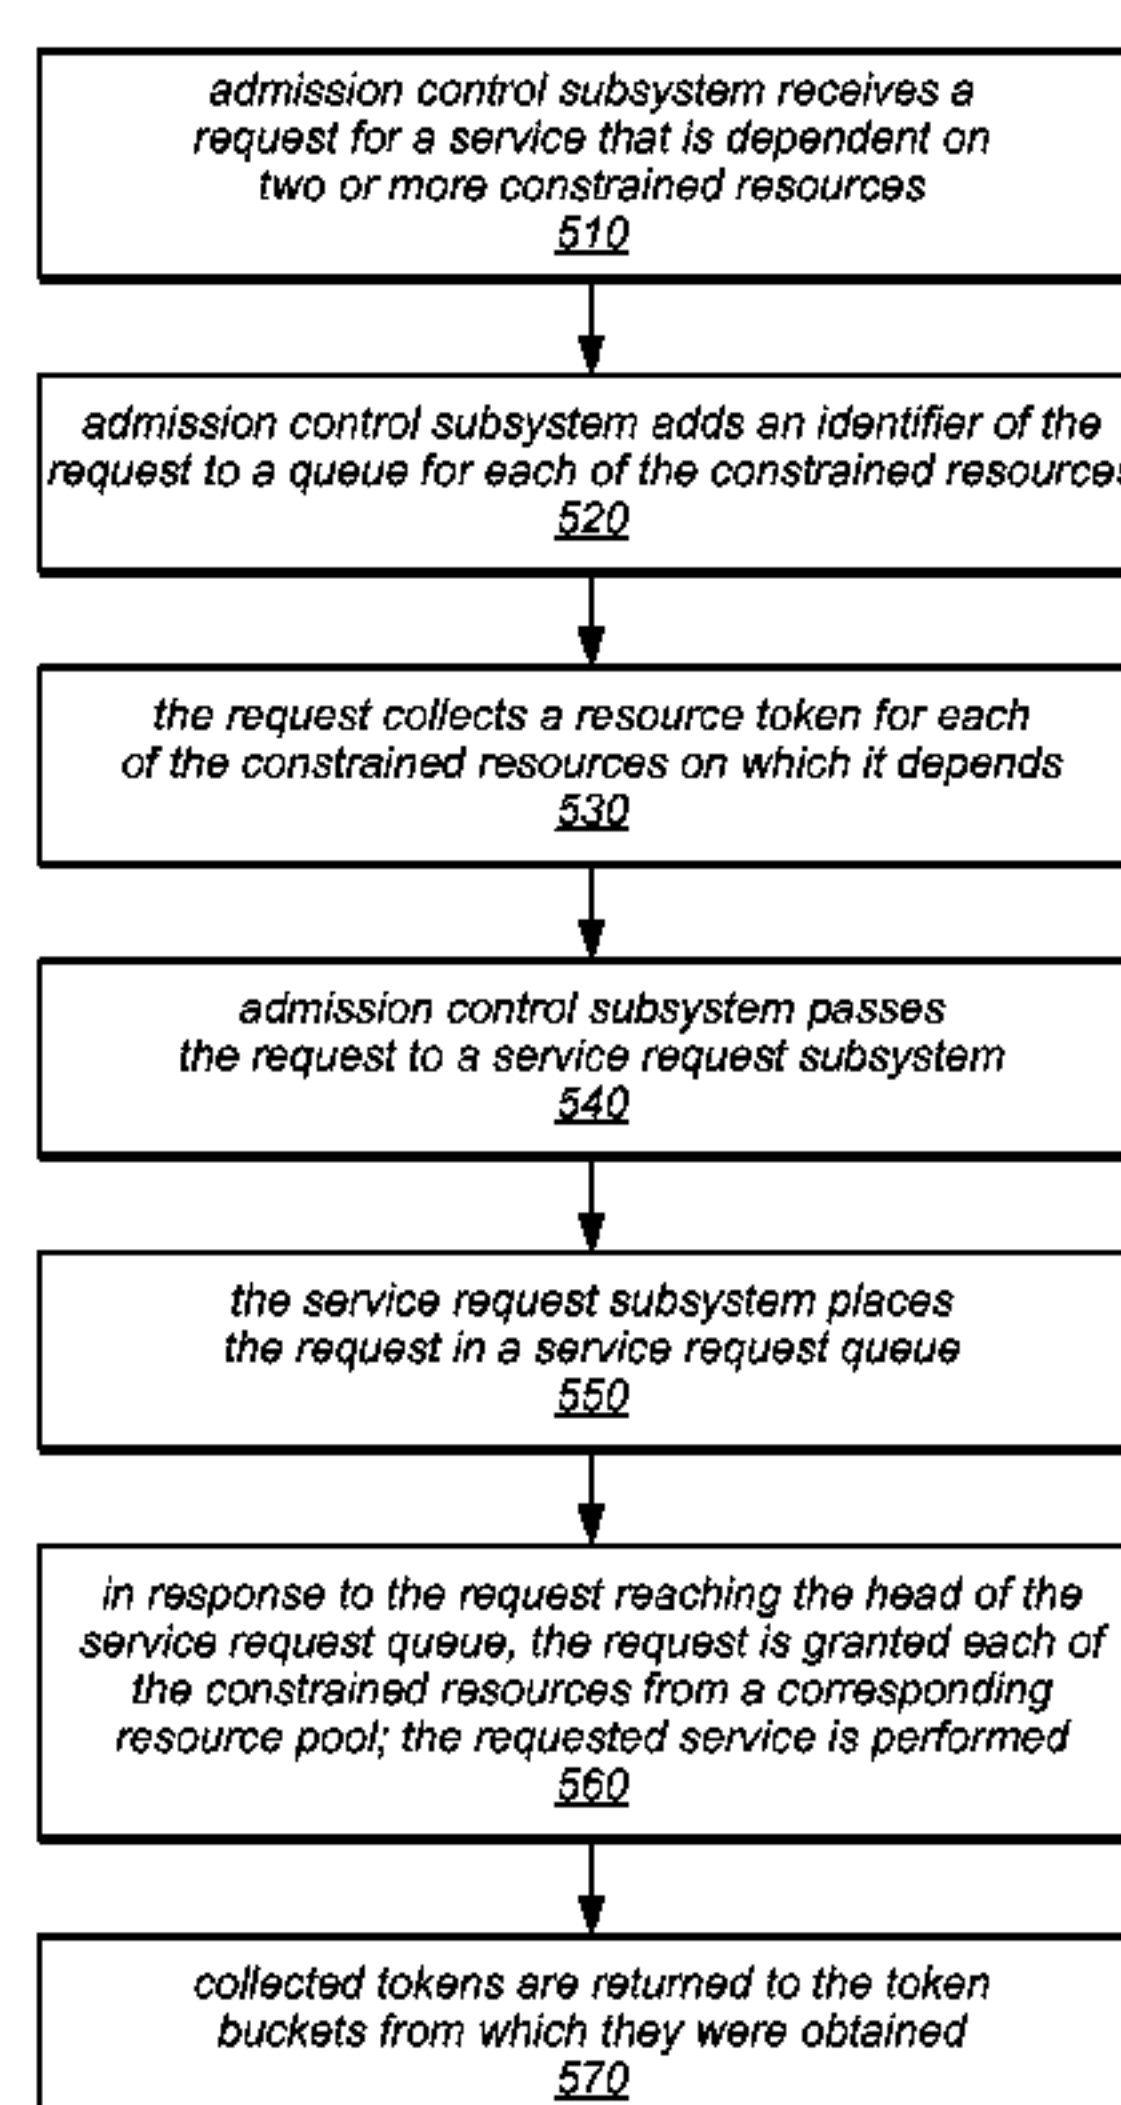 admission control subsystem receives a
request for a service that is dependent on
two or more constrained resources
510
admission control subsystem adds an identifier of the
request to a queue for each of the constrained resources
520
the request collects a resource token for each
of the constrained resources on which it depends
530
admission control subsystem passes
the request to a service request subsystem
540
the service request subsystem places
the request in a service request queue
550
in response to the request reaching the head of the
service request queue, the request is granted each of
the constrained resources from a corresponding
resource pool; the requested service is performed
560
collected tokens are returned to the token
buckets from which they were obtained
570